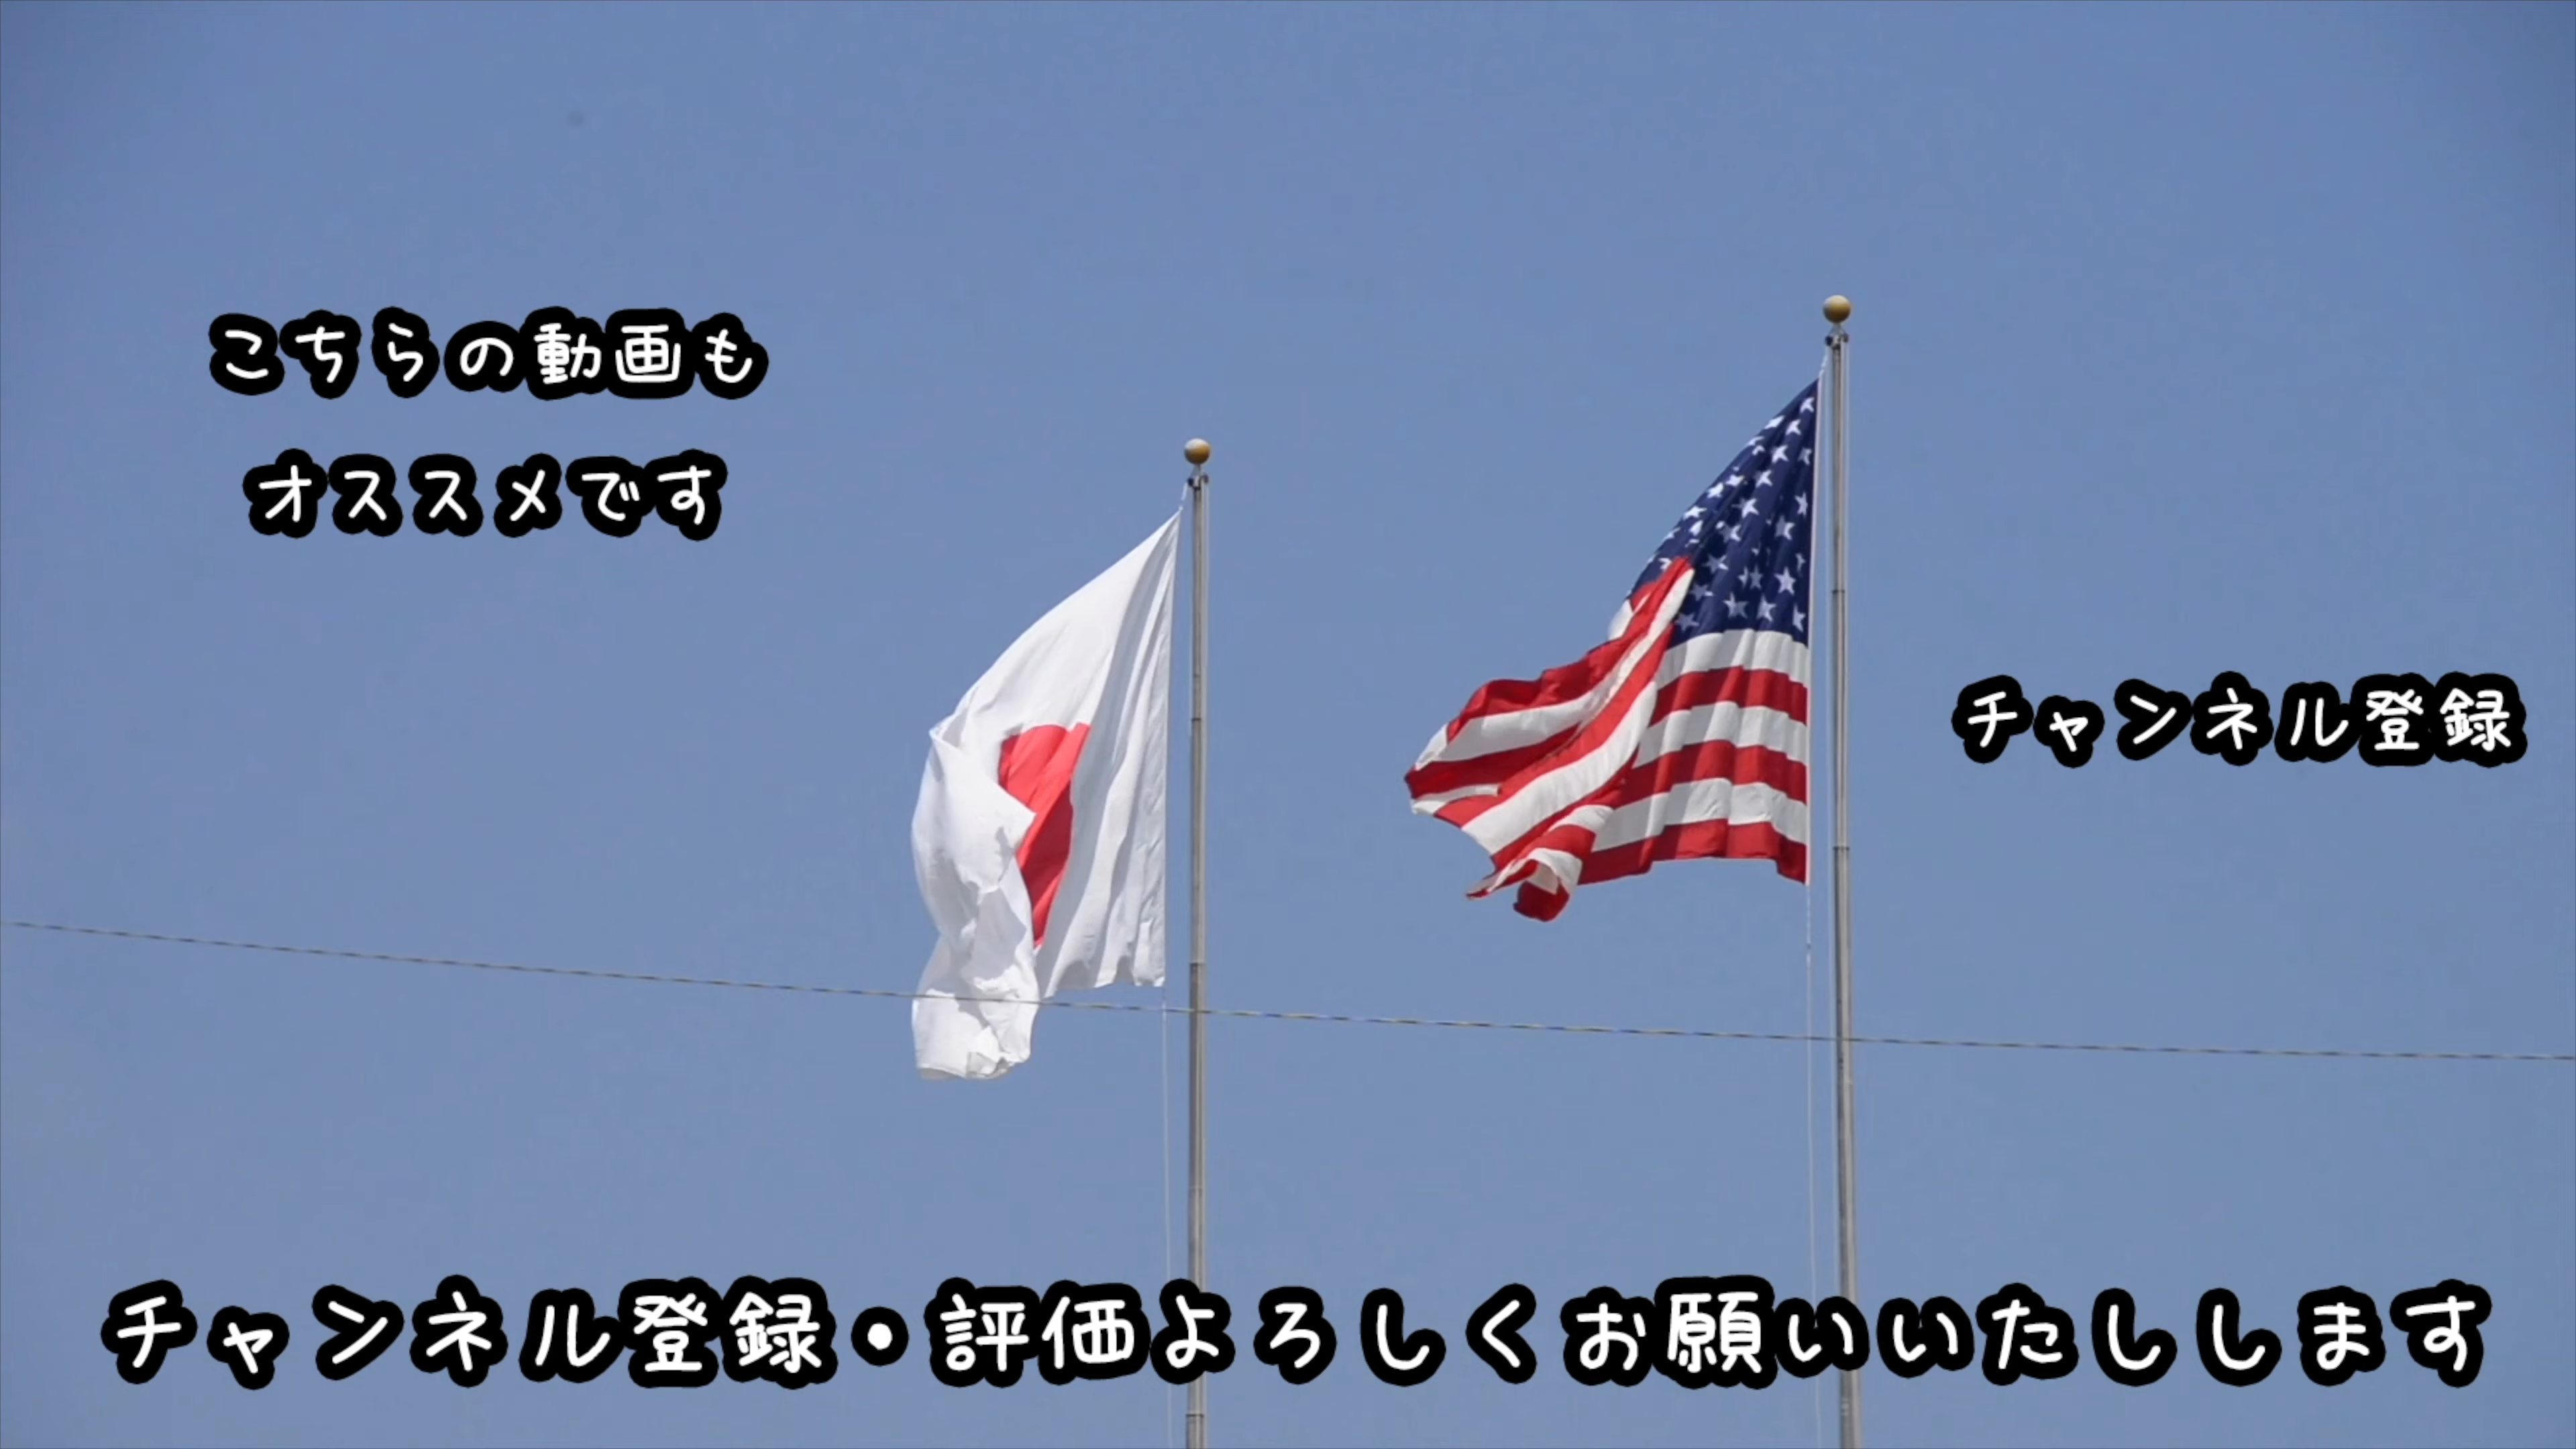 こちらの動画も
オススメです
チャンネル登録
チャンネル登録・評価よろしくお願いいたしします